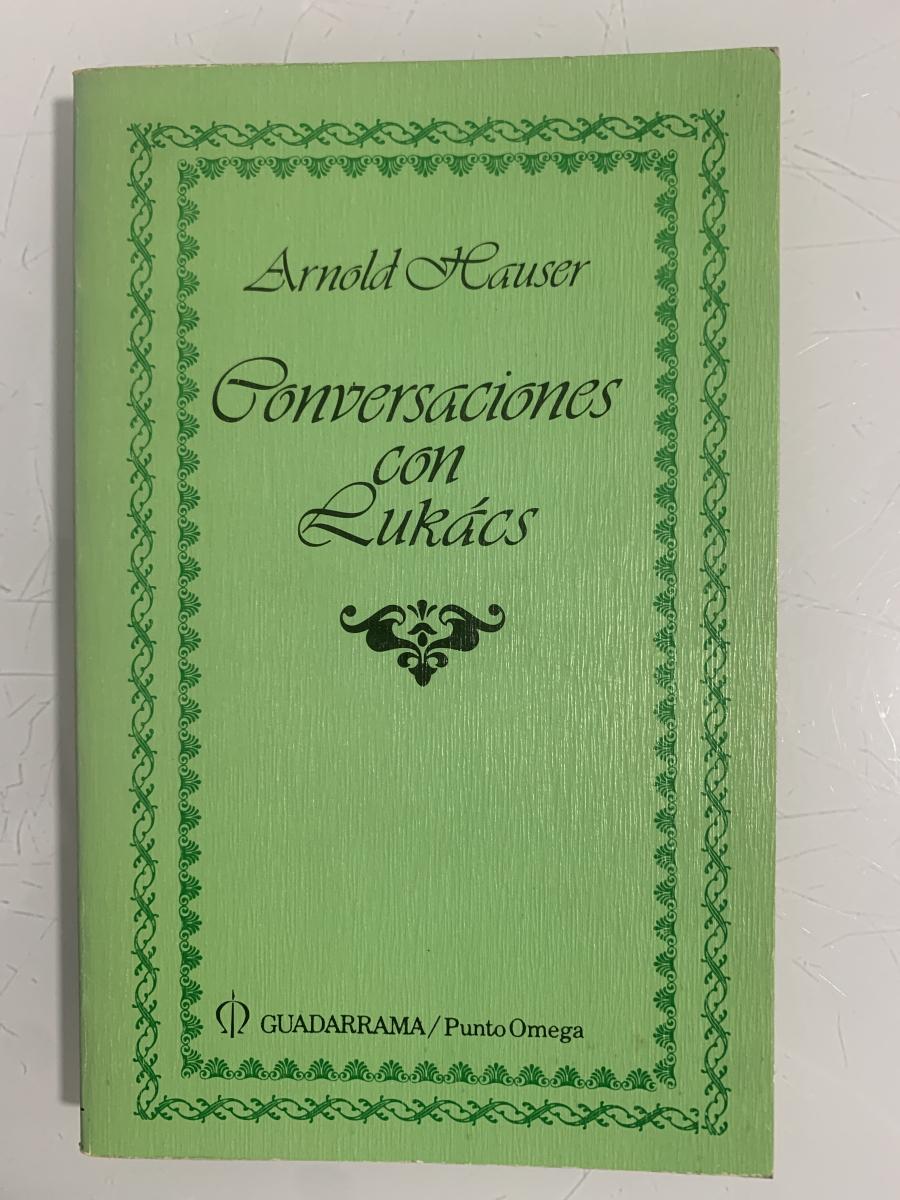 Arnold Hauser
Conversaciones
con
Lukács
GUADARRAMA/Punto Omega